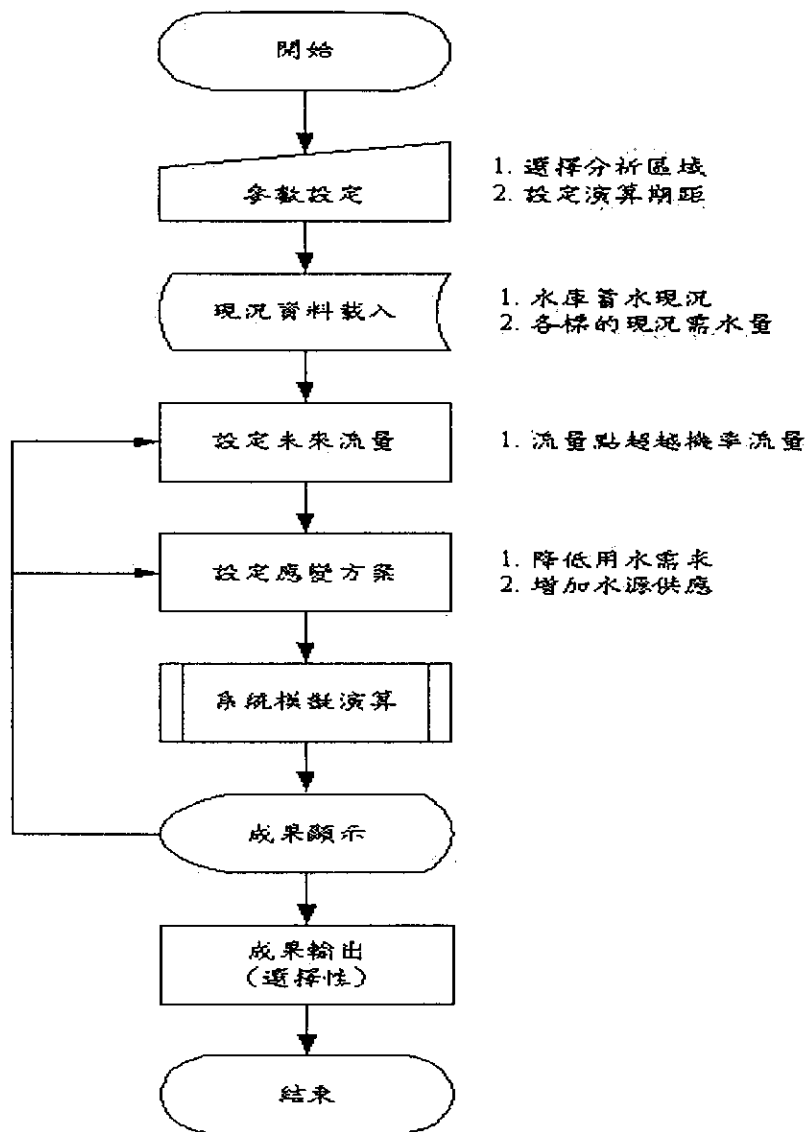 開始
參數設定
1. 選擇分析區域
2. 設定演算期距
現況資料載入
1. 水庫蓄水現況
2. 各標的現況需水量
設定未來流量
1. 流量點超越機率流量
設定應變方案
1. 降低用水需求
2. 增加水源供應
系統模擬演算
成果顯示
成果輸出
(選擇性)
結束